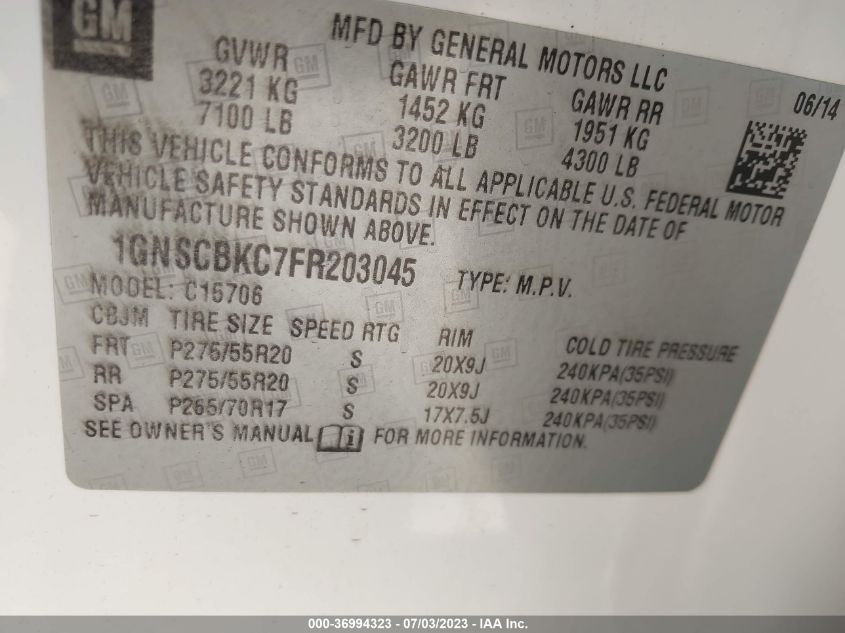 GM
MFD BY GENERAL MOTORS LLC
06/14
GVWR GAWR FRT GAWR RR
3221 KG 1452 KG 1951 KG
7100 LB 3200 LB 4300 LB
THIS VEHICLE CONFORMS TO ALL APPLICABLE U.S. FEDERAL MOTOR
VEHICLE SAFETY STANDARDS IN EFFECT ON THE DATE OF
MANUFACTURE SHOWN ABOVE.
1GNSCBKC7FR203045 TYPE: M.P.V.
MODEL: C15706
CBJM TIRE SIZE SPEED RTG RIM COLD TIRE PRESSURE
FRT P275/55R20 S 20X9J 240KPA(35PSI)
RR P275/55R20 S 20X9J 240KPA(35PSI)
SPA P265/70R17 S 17X7.5J 240KPA(35PSI)
SEE OWNER'S MANUAL i FOR MORE INFORMATION.
000-36994323 - 07/03/2023 - © IAA Inc.